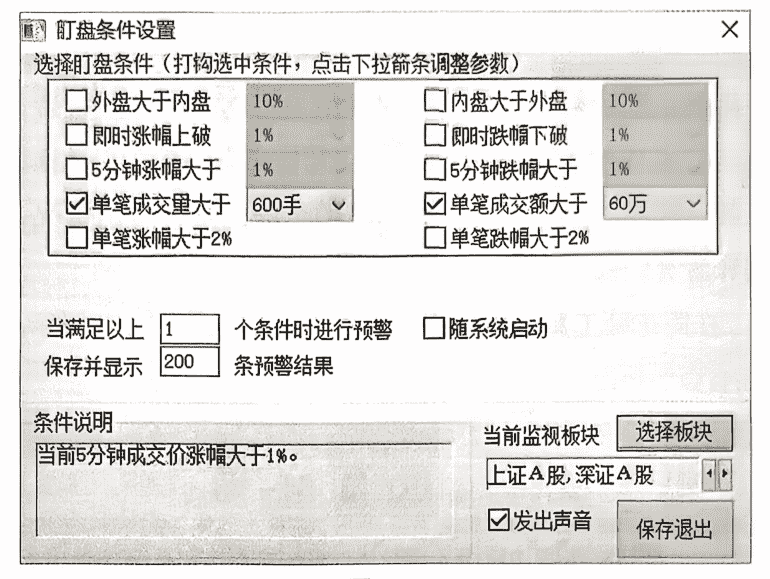 盯盘条件设置
选择盯盘条件（打钩选中条件，点击下拉箭条调整参数）
外盘大于内盘 10% 内盘大于外盘 10%
即时涨幅上破 1% 即时跌幅下破 1%
5分钟涨幅大于 1% 5分钟跌幅大于 1%
单笔成交量大于 600手 单笔成交额大于 60万
单笔涨幅大于2% 单笔跌幅大于2%
当满足以上 1 个条件时进行预警 随系统启动
保存并显示 200 条预警结果
条件说明
当前5分钟成交价涨幅大于1%。
当前监视板块 选择板块
上证A股,深证A股
发出声音 保存退出